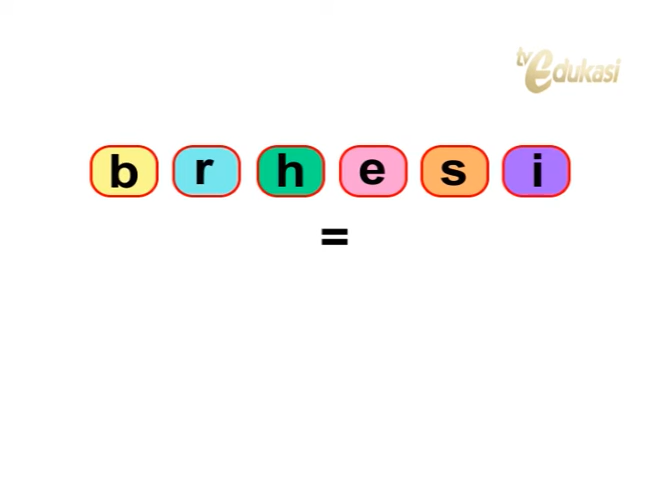 tv edukasi
b r h e s i
=